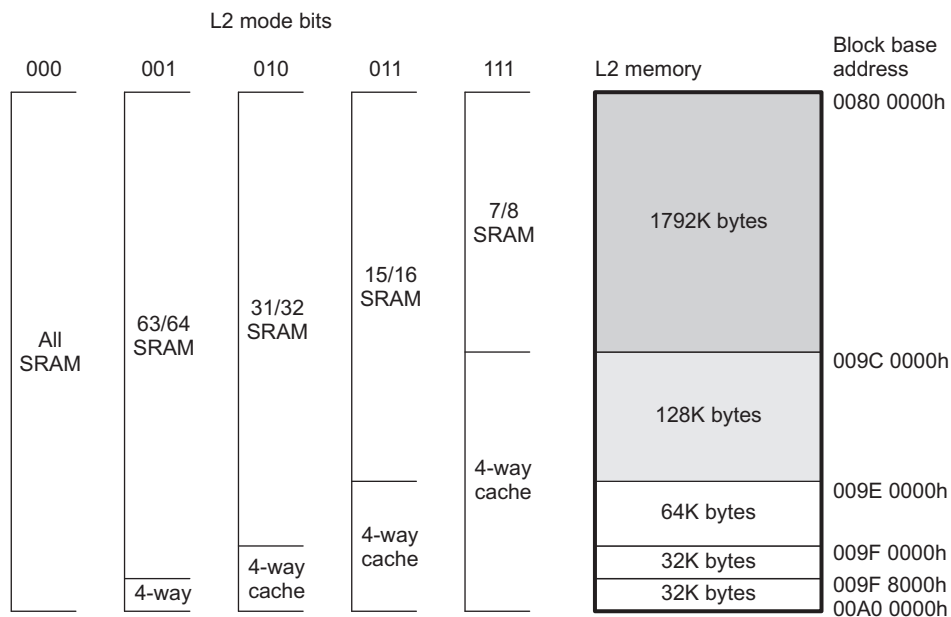 L2 mode bits
000 001 010 011 111 L2 memory
Block base
address
0080 0000h
All
SRAM
63/64
SRAM
31/32
SRAM
15/16
SRAM
7/8
SRAM
1792K bytes
009C 0000h
4-way
4-way
cache
4-way
cache
4-way
cache
128K bytes
009E 0000h
64K bytes
009F 0000h
32K bytes
009F 8000h
32K bytes
00A0 0000h